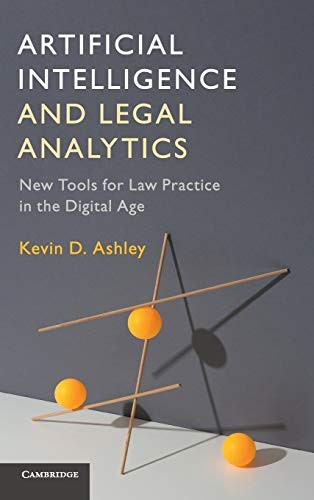 ARTIFICIAL
INTELLIGENCE
AND LEGAL
ANALYTICS
New Tools for Law Practice
in the Digital Age
Kevin D. Ashley
CAMBRIDGE